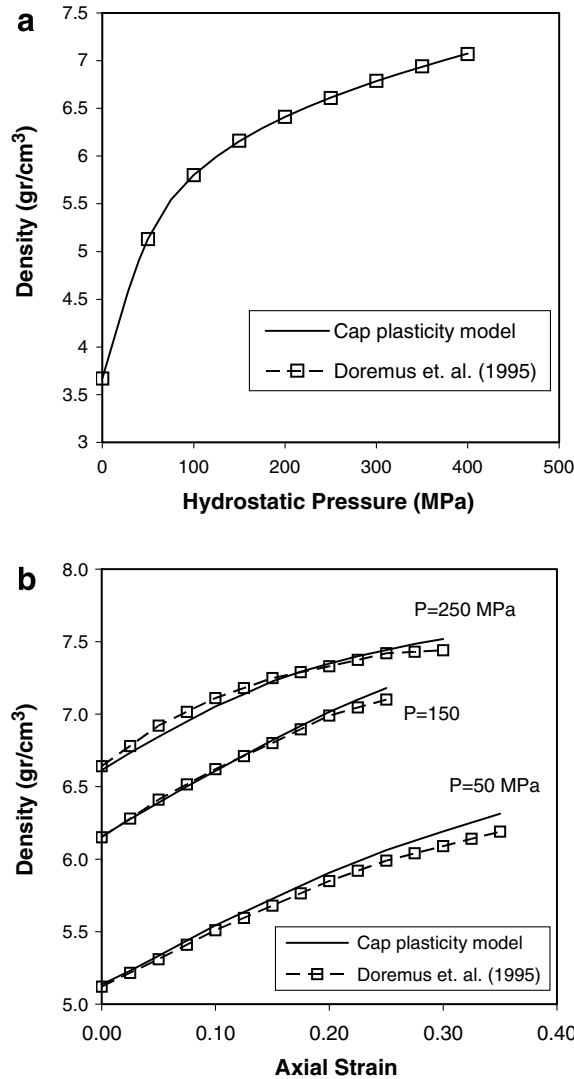 a
7.5
7
6.5
6
5.5
5
4.5
4
3.5
3
Density (gr/cm³)
Cap plasticity model
Doremus et. al. (1995)
0 100 200 300 400 500
Hydrostatic Pressure (MPa)
b
8.0
7.5
7.0
6.5
6.0
5.5
5.0
Density (gr/cm³)
P=250 MPa
P=150
P=50 MPa
Cap plasticity model
Doremus et. al. (1995)
0.00 0.10 0.20 0.30 0.40
Axial Strain